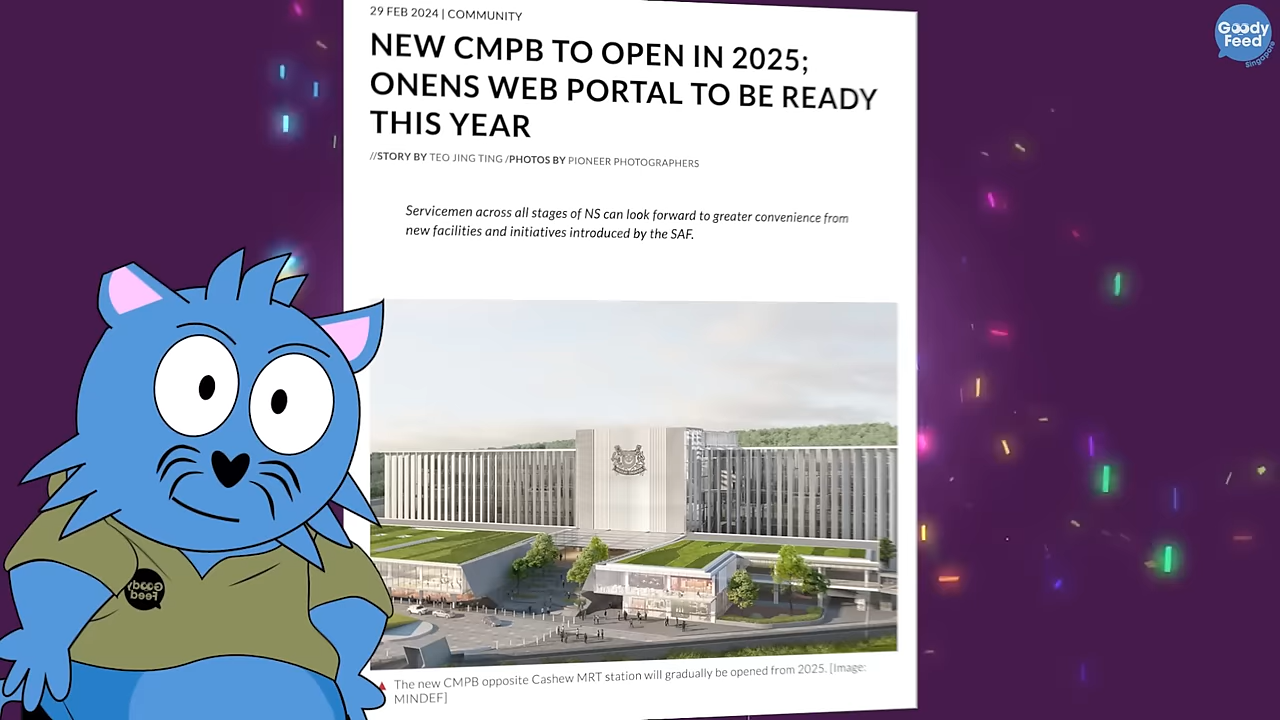 29 FEB 2024 | COMMUNITY
NEW CMPB TO OPEN IN 2025;
ONENS WEB PORTAL TO BE READY
THIS YEAR
//STORY BY TEO JING TING /PHOTOS BY PIONEER PHOTOGRAPHERS
Servicemen across all stages of NS can look forward to greater convenience from
new facilities and initiatives introduced by the SAF.
The new CMPB opposite Cashew MRT station will gradually be opened from 2025. [Image:
MINDEF]
Goody
Feed
Singapore
Goody
Feed